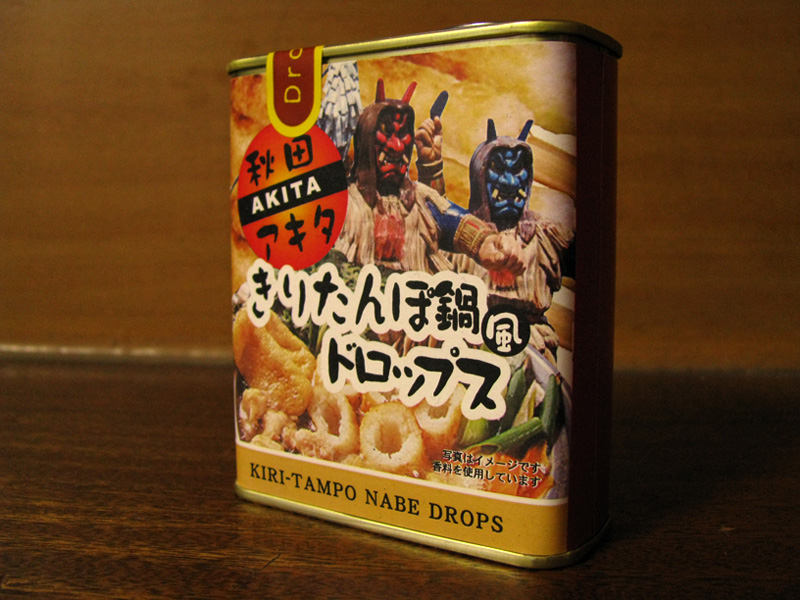 Dro
秋田
AKITA
アキタ
きりたんぽ鍋風
ドロップス
写真はイメージです
香料を使用しています
KIRI-TAMPO NABE DROPS